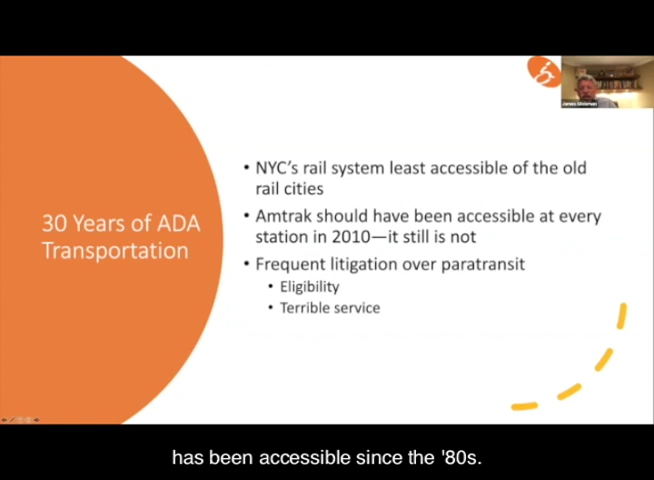 30 Years of ADA
Transportation
• NYC's rail system least accessible of the old
rail cities
• Amtrak should have been accessible at every
station in 2010—it still is not
• Frequent litigation over paratransit
• Eligibility
• Terrible service
has been accessible since the '80s.